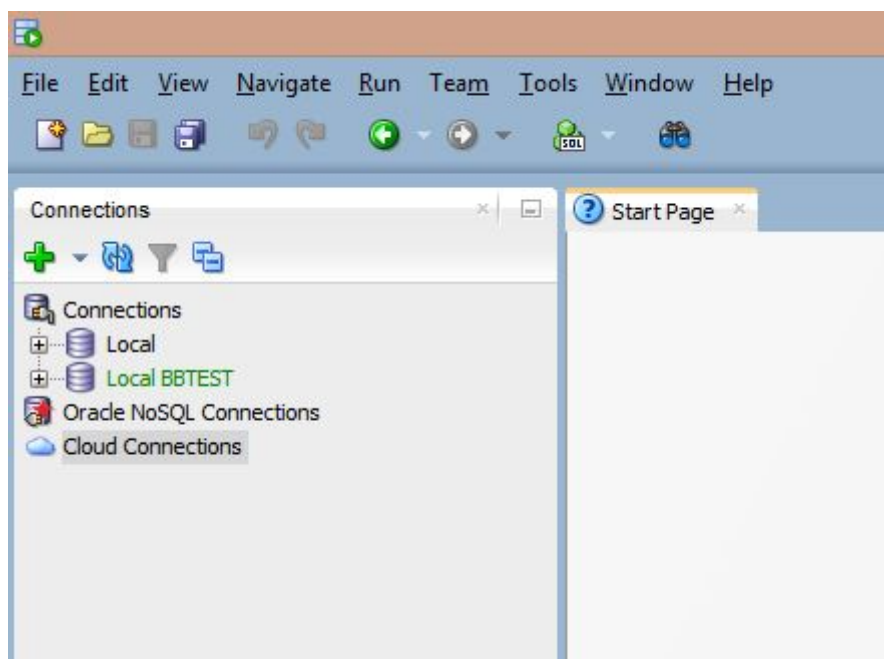 File Edit View Navigate Run Team Tools Window Help
SQL
Connections
Start Page
Connections
Local
Local BBTEST
Oracle NoSQL Connections
Cloud Connections